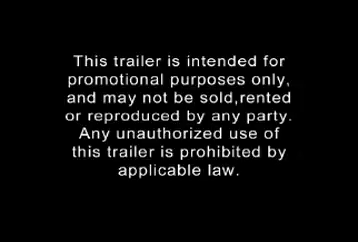 This trailer is intended for
promotional purposes only,
and may not be sold,rented
or reproduced by any party.
Any unauthorized use of
this trailer is prohibited by
applicable law.